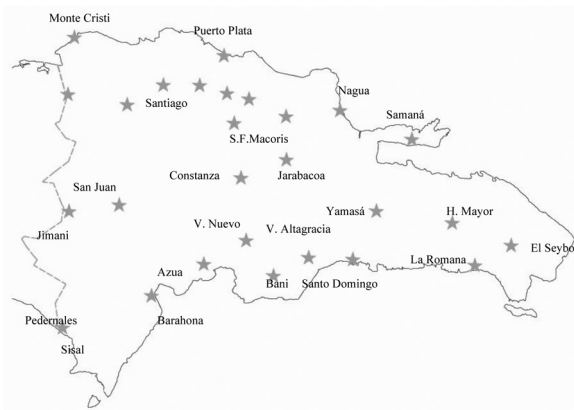 Monte Cristi
Puerto Plata
Nagua
Santiago
Samaná
S.F.Macoris
Constanza
Jarabacoa
San Juan
Yamasá
H. Mayor
V. Nuevo
V. Altagracia
Jimani
El Seybo
La Romana
Azua
Bani
Santo Domingo
Pedernales
Barahona
Sisal